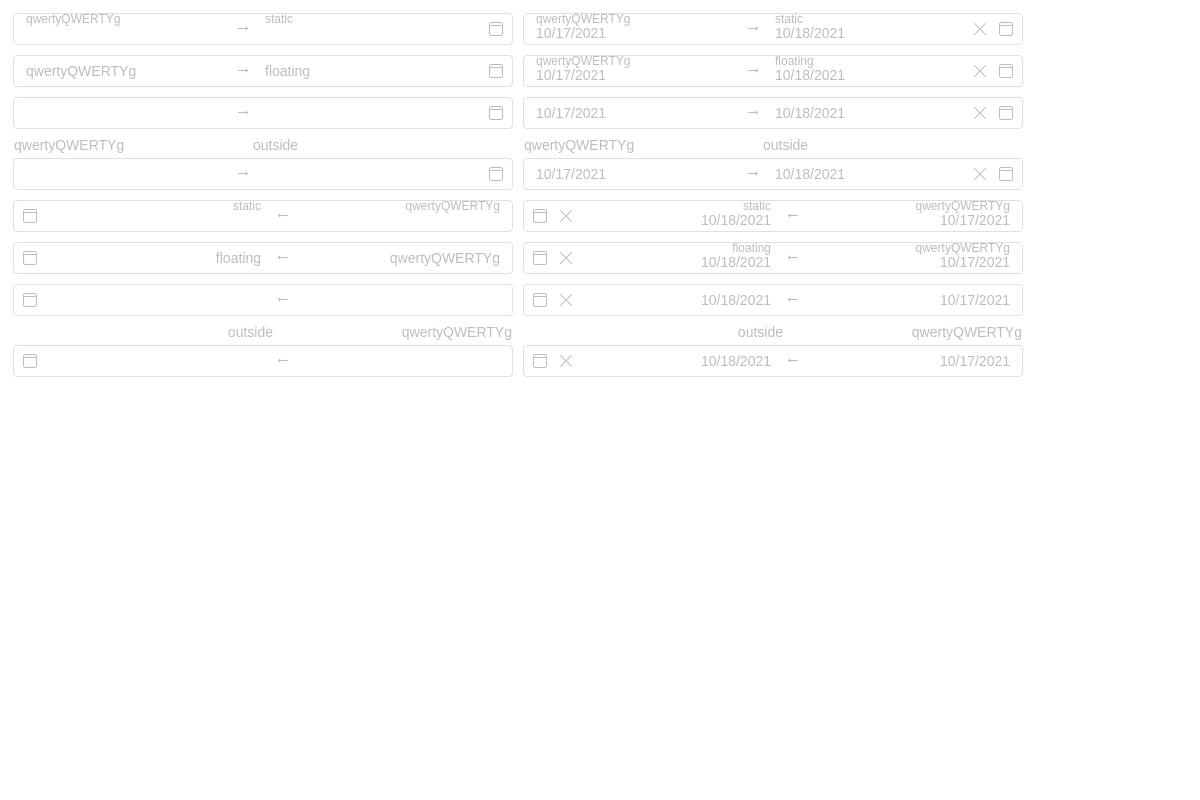 qwertyQWERTYg → static qwertyQWERTYg → static
10/17/2021 10/18/2021
qwertyQWERTYg → floating qwertyQWERTYg → floating
10/17/2021 10/18/2021
→ 10/17/2021 → 10/18/2021
qwertyQWERTYg outside qwertyQWERTYg outside
→ 10/17/2021 → 10/18/2021
static ← qwertyQWERTYg static ← qwertyQWERTYg
10/18/2021 10/17/2021
floating ← qwertyQWERTYg floating ← qwertyQWERTYg
10/18/2021 10/17/2021
← 10/18/2021 ← 10/17/2021
outside qwertyQWERTYg outside qwertyQWERTYg
← 10/18/2021 ← 10/17/2021